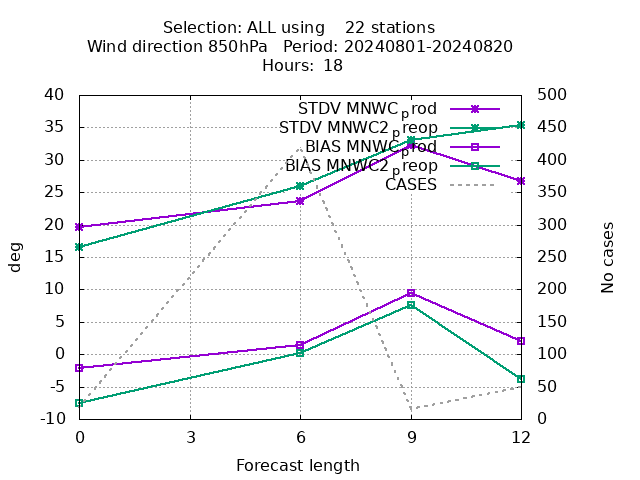 Selection: ALL using 22 stations
Wind direction 850hPa Period: 20240801-20240820
Hours: 18
STDV MNWC_prod
STDV MNWC2_preop
BIAS MNWC_prod
BIAS MNWC2_preop
CASES
40
35
30
25
20
15
10
5
0
-5
-10
500
450
400
350
300
250
200
150
100
50
0
deg
No cases
0 3 6 9 12
Forecast length